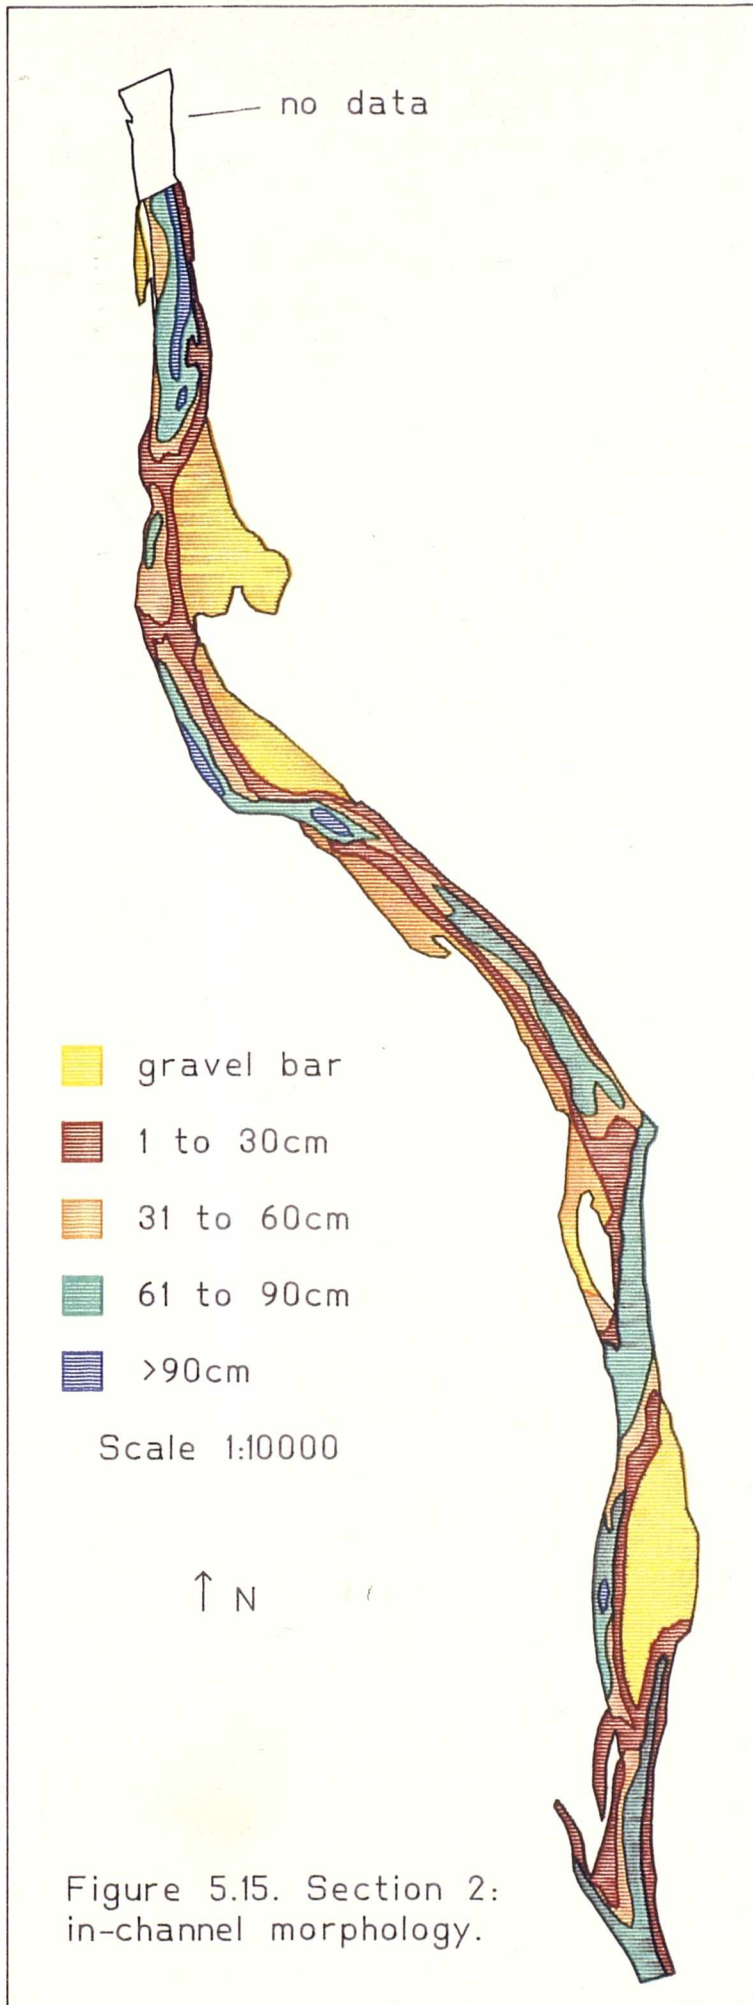 no data
gravel bar
1 to 30cm
31 to 60cm
61 to 90cm
>90cm
Scale 1:10000
↑ N
Figure 5.15. Section 2:
in-channel morphology.